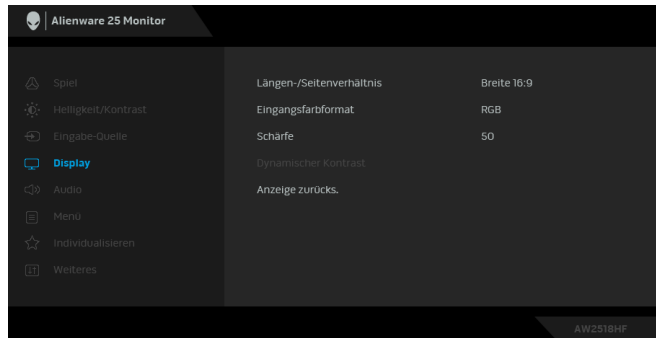 Alienware 25 Monitor
Spiel
Helligkeit/Kontrast
Eingabe-Quelle
Display
Audio
Menü
Individualisieren
Weiteres
Längen-/Seitenverhältnis Breite 16:9
Eingangsfarbformat RGB
Schärfe 50
Dynamischer Kontrast
Anzeige zurücks.
AW2518HF